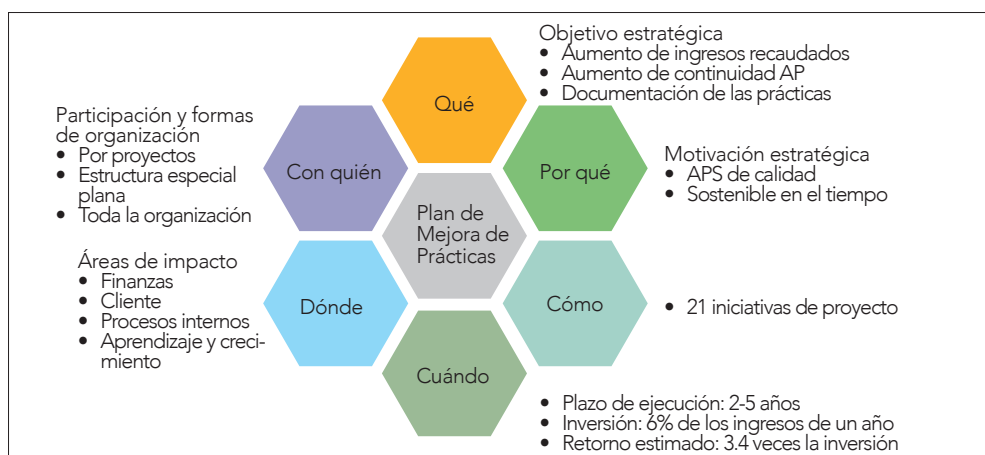 Objetivo estratégica
• Aumento de ingresos recaudados
• Aumento de continuidad AP
• Documentación de las prácticas
Qué
Participación y formas
de organización
• Por proyectos
• Estructura especial
plana
• Toda la organización
Con quién
Por qué
Motivación estratégica
• APS de calidad
• Sostenible en el tiempo
Plan de
Mejora de
Prácticas
Áreas de impacto
• Finanzas
• Cliente
• Procesos internos
• Aprendizaje y creci-
miento
Dónde
Cómo
• 21 iniciativas de proyecto
Cuándo
• Plazo de ejecución: 2-5 años
• Inversión: 6% de los ingresos de un año
• Retorno estimado: 3.4 veces la inversión